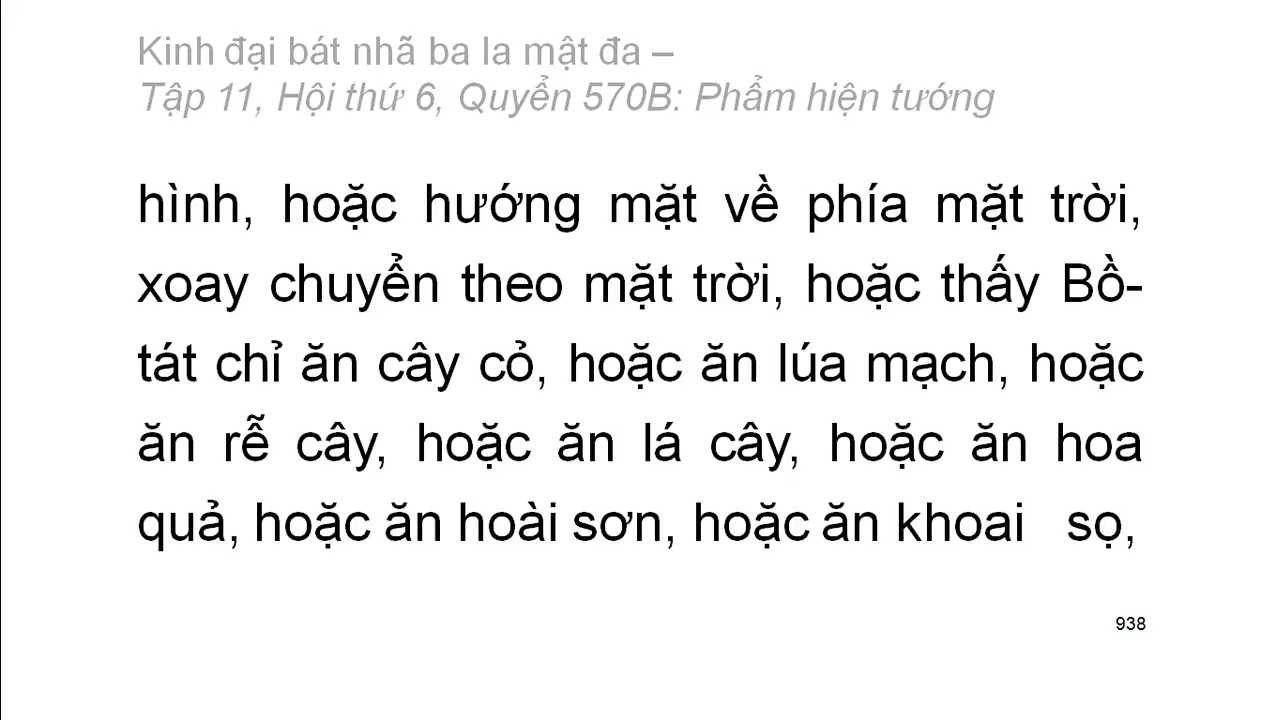 Kinh đại bát nhã ba la mật đa –
Tập 11, Hội thứ 6, Quyển 570B: Phẩm hiện tướng
hình, hoặc hướng mặt về phía mặt trời,
xoay chuyển theo mặt trời, hoặc thấy Bồ-
tát chỉ ăn cây cỏ, hoặc ăn lúa mạch, hoặc
ăn rễ cây, hoặc ăn lá cây, hoặc ăn hoa
quả, hoặc ăn hoài sơn, hoặc ăn khoai sọ,
938